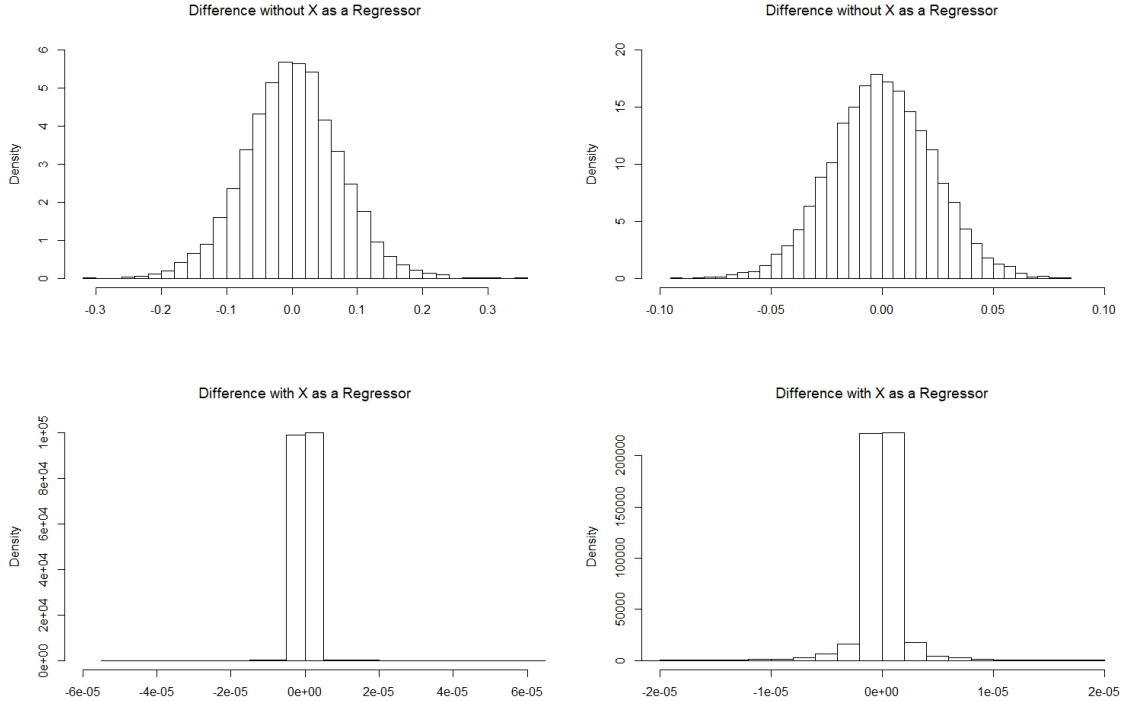 Difference without X as a Regressor
Density
0 1 2 3 4 5 6
-0.3 -0.2 -0.1 0.0 0.1 0.2 0.3
Difference without X as a Regressor
Density
0 5 10 15 20
-0.10 -0.05 0.00 0.05 0.10
Difference with X as a Regressor
Density
0e+00 2e+04 4e+04 6e+04 8e+04 1e+05
-6e-05 -4e-05 -2e-05 0e+00 2e-05 4e-05 6e-05
Difference with X as a Regressor
Density
0 50000 100000 150000 200000
-2e-05 -1e-05 0e+00 1e-05 2e-05